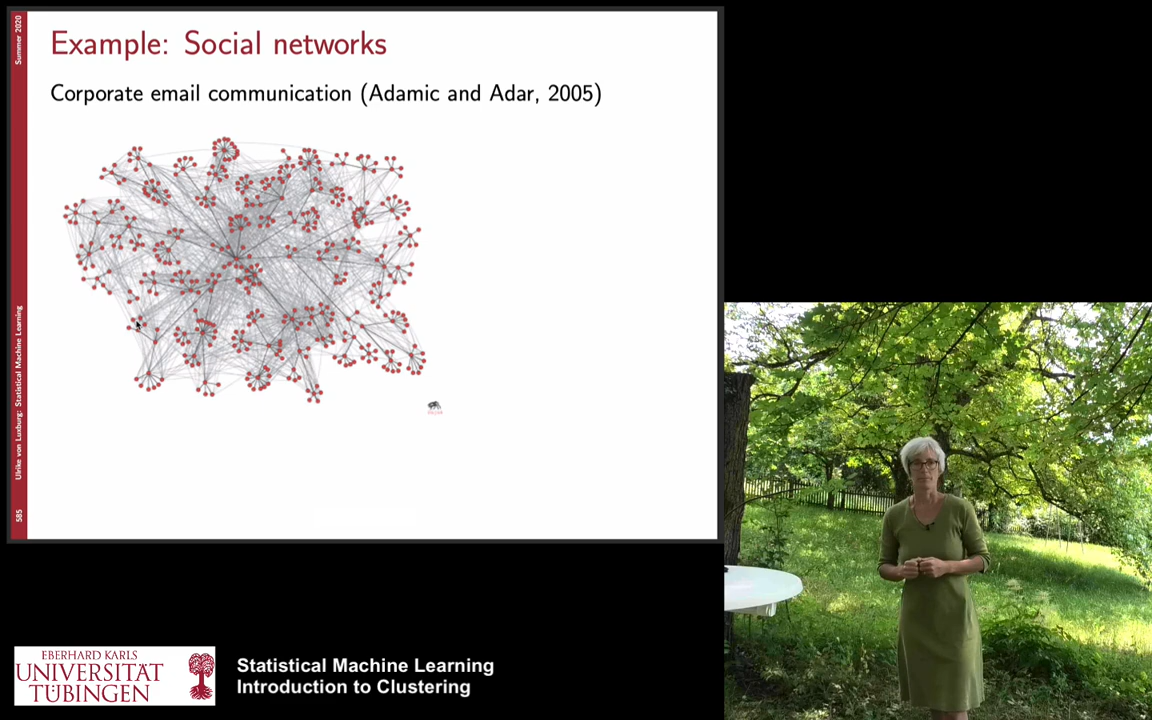 Summer 2020
Example: Social networks
Corporate email communication (Adamic and Adar, 2005)
Ulrike von Luxburg: Statistical Machine Learning
585
EBERHARD KARLS
UNIVERSITÄT
TÜBINGEN
Statistical Machine Learning
Introduction to Clustering